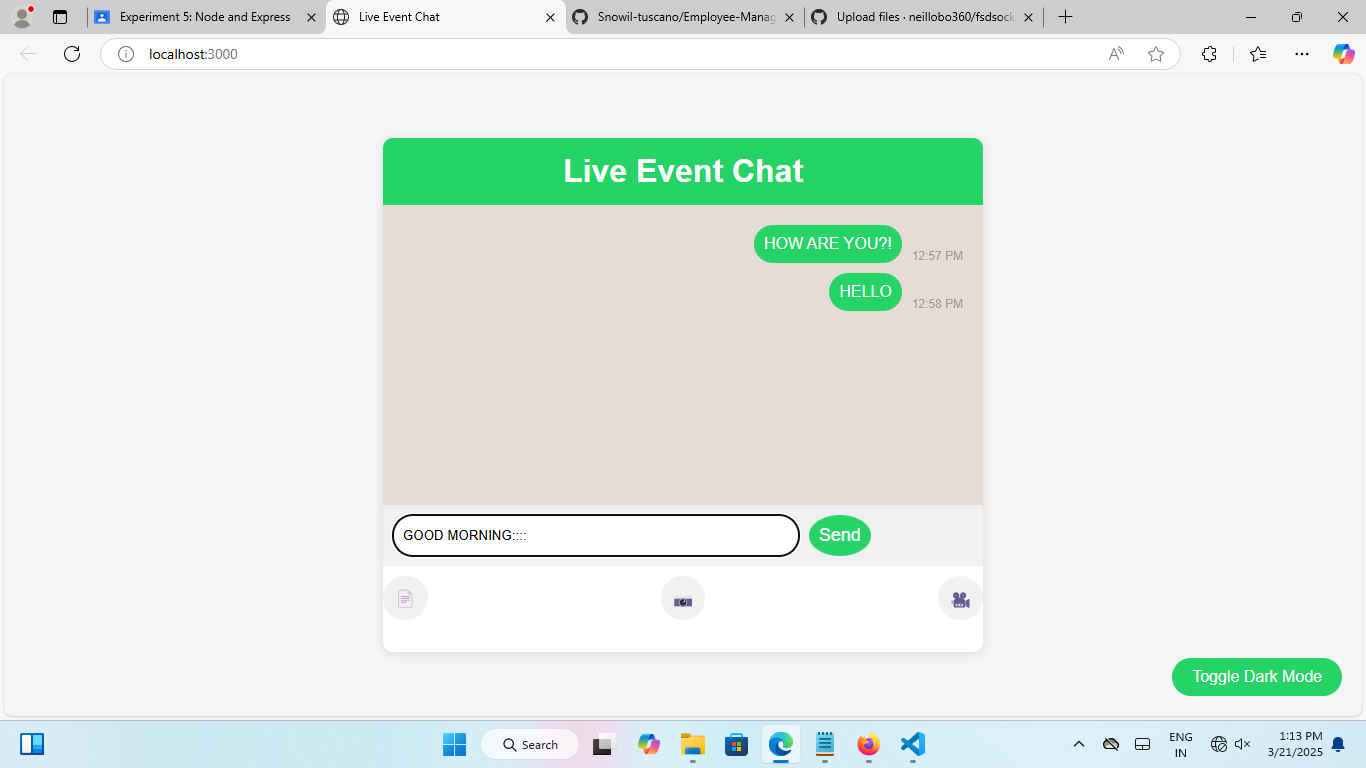 Experiment 5: Node and Express
Live Event Chat
Snowil-tuscano/Employee-Manag
Upload files · neillobo360/fsdsock
localhost:3000
Live Event Chat
HOW ARE YOU?!
12:57 PM
HELLO
12:58 PM
GOOD MORNING::::
Send
Toggle Dark Mode
Search
ENG
IN
1:13 PM
3/21/2025